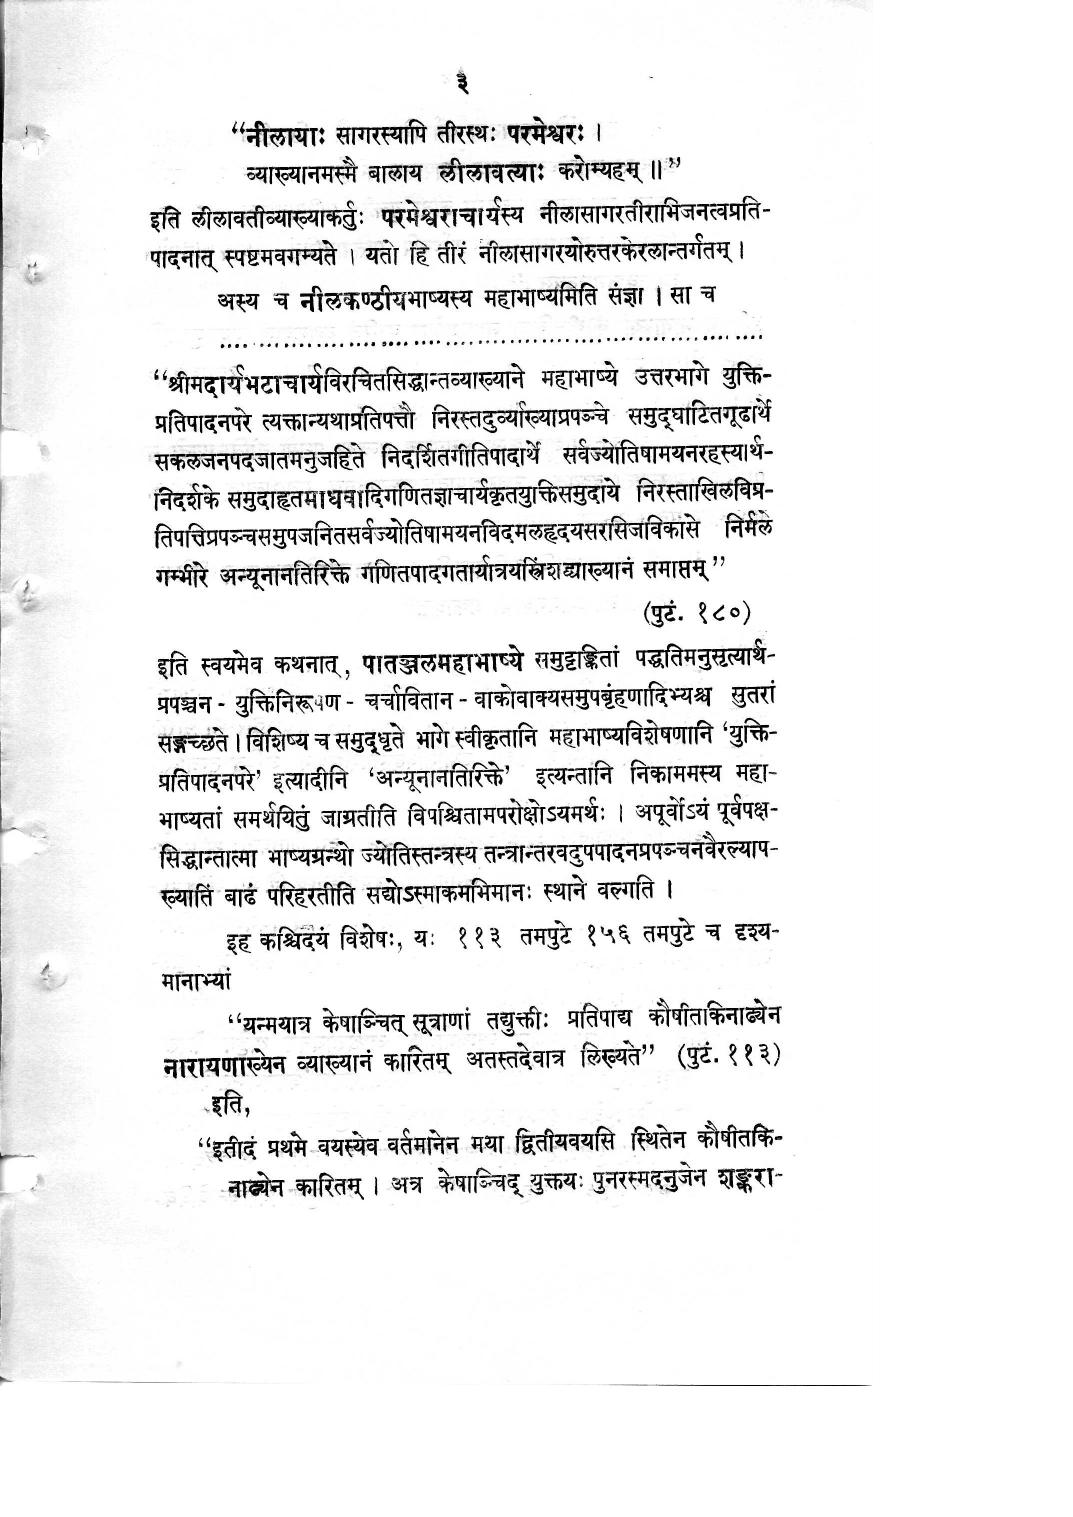 ३
“नीलायाः सागरस्यापि तीरस्थः परमेश्वरः ।
व्याख्यानमस्मै बालाय लीलावत्याः करोम्यहम् ॥”
इति लीलावतीव्याख्याकर्तुः परमेश्वराचार्यस्य नीलासागरतीराभिजनत्वप्रति-
पादनात् स्पष्टमवगम्यते । यतो हि तीरं नीलासागरयोरुत्तरकेरलान्तर्गतम् ।
अस्य च नीलकण्ठीयभाष्यस्य महाभाष्यमिति संज्ञा । सा च
“श्रीमदार्यभटाचार्यविरचितसिद्धान्तव्याख्याने महाभाष्ये उत्तरभागे युक्ति-
प्रतिपादनपरे त्यक्तान्यथाप्रतिपत्तौ निरस्तदुर्व्याख्याप्रपञ्चे समुद्घाटितगूढार्थे
सकलजनपदजातमनुजहिते निदर्शितगीतिपादार्थे सर्वज्योतिषामयनरहस्यार्थ-
निदर्शके समुदाहृतमाधवादिगणितज्ञाचार्यकृतयुक्तिसमुदाये निरस्ताखिलविप्र-
तिपत्तिप्रपञ्चसमुपजनितसर्वज्योतिषामयनविदमलहृदयसरसिजविकासे निर्मले
गम्भीरे अन्यूनानतिरिक्ते गणितपादगतार्यात्रयस्त्रिंशद्व्याख्यानं समाप्तम्”
(पुटं. १८०)
इति स्वयमेव कथनात्, पातञ्जलमहाभाष्ये समुट्टङ्कितां पद्धतिमनुसृत्यार्थ-
प्रपञ्चन - युक्तिनिरूपण - चर्चावितान - वाकोवाक्यसमुपबृंहणादिभ्यश्च सुतरां
सङ्गच्छते । विशिष्य च समुद्धृते भागे स्वीकृतानि महाभाष्यविशेषणानि ‘युक्ति-
प्रतिपादनपरे’ इत्यादीनि ‘अन्यूनानतिरिक्ते’ इत्यन्तानि निकाममस्य महा-
भाष्यतां समर्थयितुं जाग्रतीति विपश्चितामपरोक्षोऽयमर्थः । अपूर्वोऽयं पूर्वपक्ष-
सिद्धान्तात्मा भाष्यग्रन्थो ज्योतिस्तन्त्रस्य तन्त्रान्तरवदुपपादनप्रपञ्चनवैरल्याप-
ख्यातिं बाढं परिहरतीति सद्योऽस्माकमभिमानः स्थाने वल्गति ।
इह कश्चिदयं विशेषः, यः ११३ तमपुटे १५६ तमपुटे च दृश्य-
मानाभ्यां
“यन्मयात्र केषाञ्चित् सूत्राणां तद्युक्तीः प्रतिपाद्य कौषीतकिनाढ्येन
नारायणाख्येन व्याख्यानं कारितम् अतस्तदेवात्र लिख्यते” (पुटं. ११३)
इति,
“इतीदं प्रथमे वयस्येव वर्तमानेन मया द्वितीयवयसि स्थितेन कौषीतकि-
नाढ्येन कारितम् । अत्र केषाञ्चिद् युक्तयः पुनरस्मदनुजेन शङ्करा-